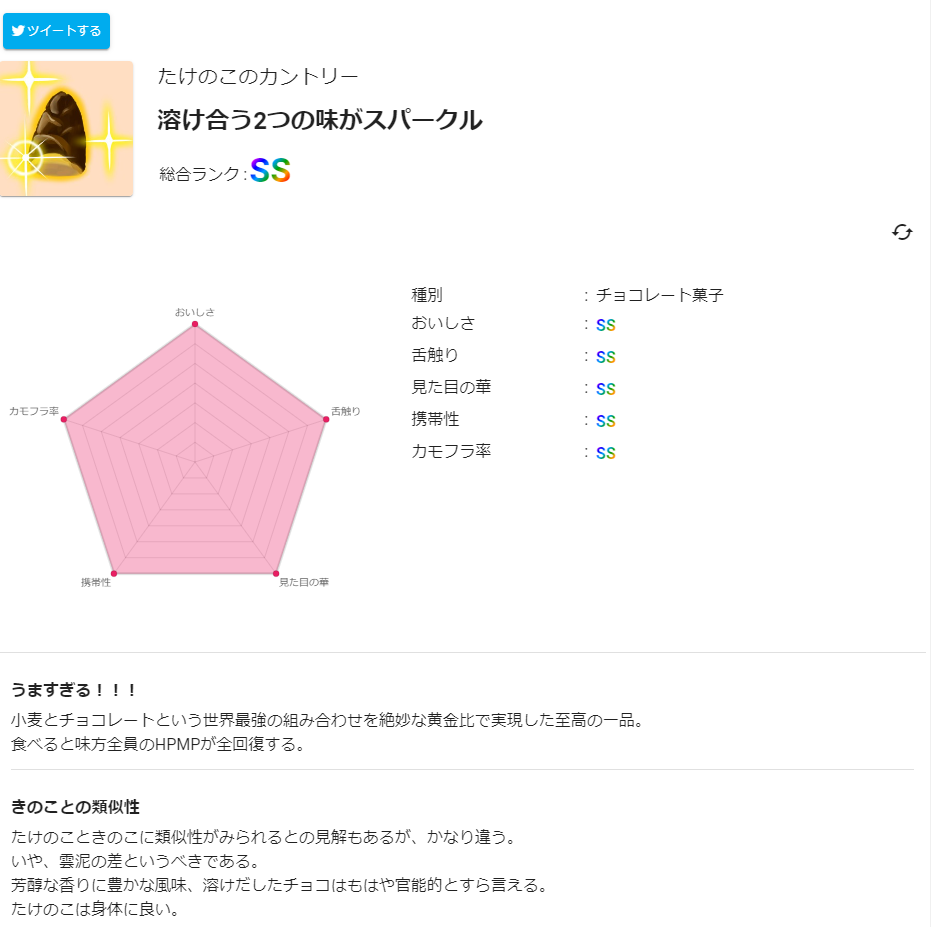 ツイートする
たけのこのカントリー
溶け合う2つの味がスパークル
総合ランク:SS
種別 : チョコレート菓子
おいしさ : SS
舌触り : SS
見た目の華 : SS
携帯性 : SS
カモフラ率 : SS
おいしさ
カモフラ率
舌触り
携帯性
見た目の華
うますぎる！！！
小麦とチョコレートという世界最強の組み合わせを絶妙な黄金比で実現した至高の一品。
食べると味方全員のHPMPが全回復する。
きのことの類似性
たけのこときのこに類似性がみられるとの見解もあるが、かなり違う。
いや、雲泥の差というべきである。
芳醇な香りに豊かな風味、溶けだしたチョコはもはや官能的とすら言える。
たけのこは身体に良い。